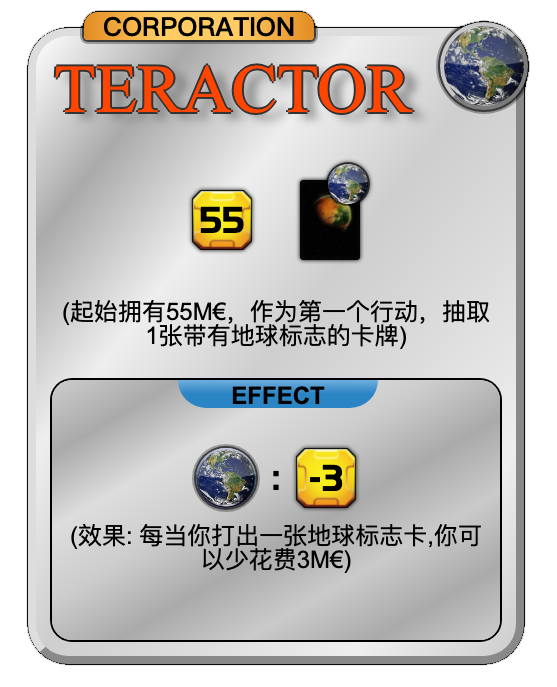 CORPORATION
TERACTOR
55
(起始拥有55M€，作为第一个行动，抽取
1张带有地球标志的卡牌)
EFFECT
: -3
(效果: 每当你打出一张地球标志卡,你可
以少花费3M€)